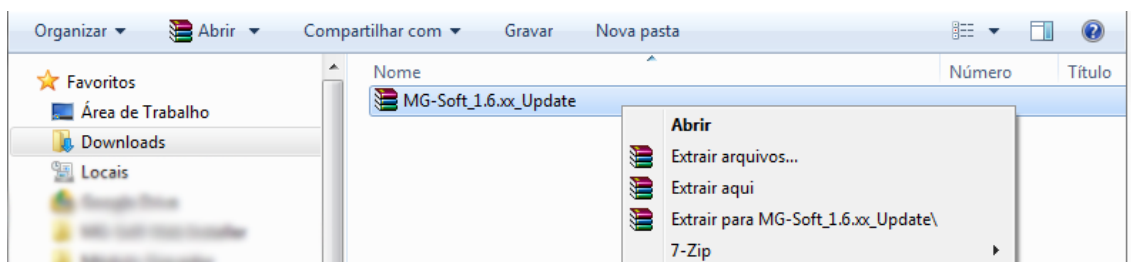 Organizar Abrir Compartilhar com Gravar Nova pasta
Favoritos
Área de Trabalho
Downloads
Locais
Nome Número Título
MG-Soft_1.6.xx_Update
Abrir
Extrair arquivos...
Extrair aqui
Extrair para MG-Soft_1.6.xx_Update\
7-Zip